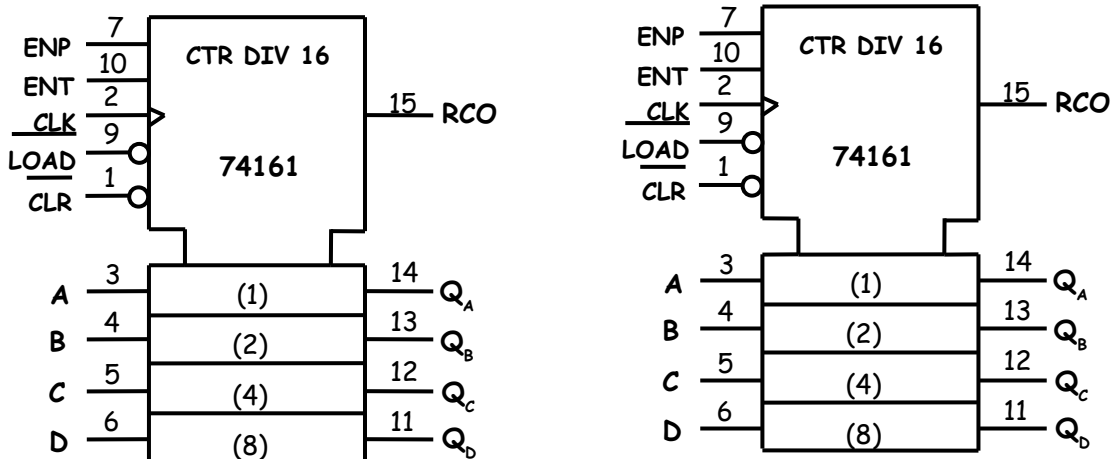 7
ENP
CTR DIV 16
10
ENT
2
CLK
15 RCO
9
LOAD
74161
1
CLR
3
A
(1)
14
QA
4
B
(2)
13
QB
5
C
(4)
12
QC
6
D
(8)
11
QD
7
ENP
CTR DIV 16
10
ENT
2
CLK
15 RCO
9
LOAD
74161
1
CLR
3
A
(1)
14
QA
4
B
(2)
13
QB
5
C
(4)
12
QC
6
D
(8)
11
QD